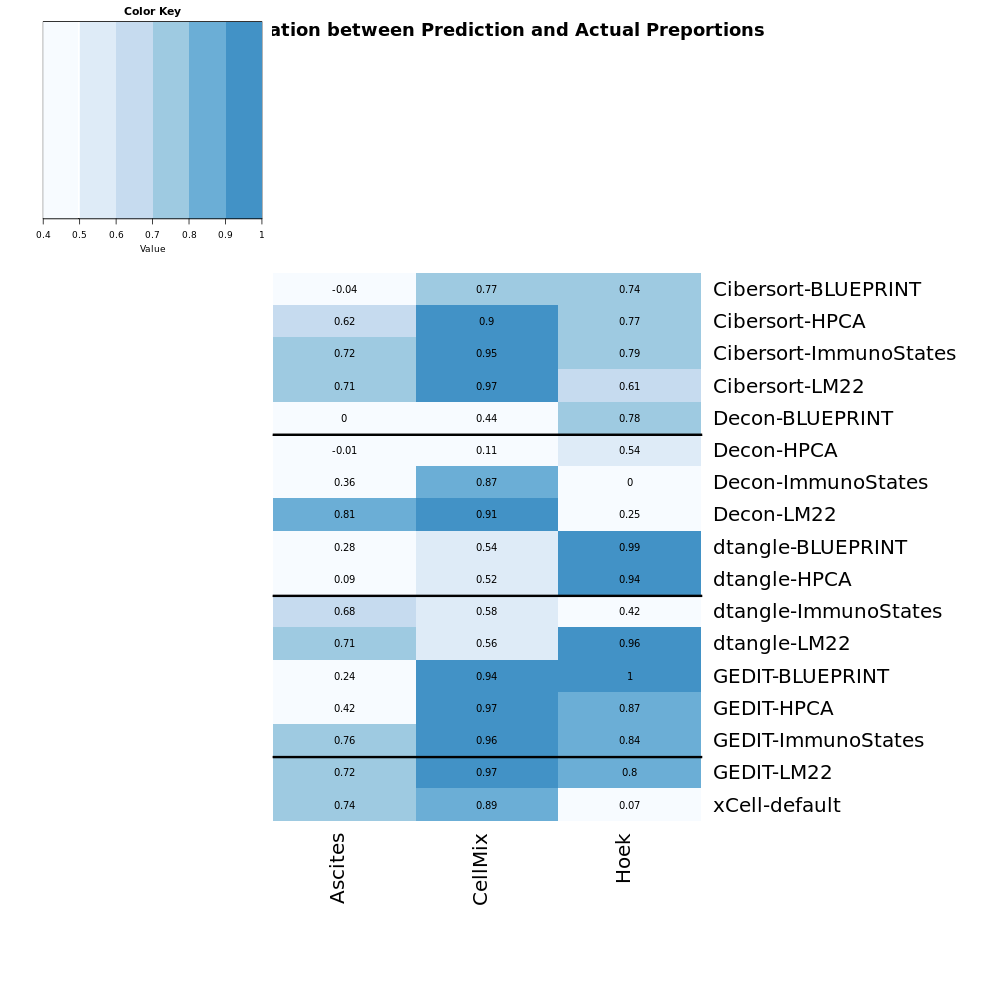 Color Key
ation between Prediction and Actual Preportions
0.4 0.5 0.6 0.7 0.8 0.9 1
Value
-0.04 0.77 0.74 Cibersort-BLUEPRINT
0.62 0.9 0.77 Cibersort-HPCA
0.72 0.95 0.79 Cibersort-ImmunoStates
0.71 0.97 0.61 Cibersort-LM22
0 0.44 0.78 Decon-BLUEPRINT
-0.01 0.11 0.54 Decon-HPCA
0.36 0.87 0 Decon-ImmunoStates
0.81 0.91 0.25 Decon-LM22
0.28 0.54 0.99 dtangle-BLUEPRINT
0.09 0.52 0.94 dtangle-HPCA
0.68 0.58 0.42 dtangle-ImmunoStates
0.71 0.56 0.96 dtangle-LM22
0.24 0.94 1 GEDIT-BLUEPRINT
0.42 0.97 0.87 GEDIT-HPCA
0.76 0.96 0.84 GEDIT-ImmunoStates
0.72 0.97 0.8 GEDIT-LM22
0.74 0.89 0.07 xCell-default
Ascites CellMix Hoek